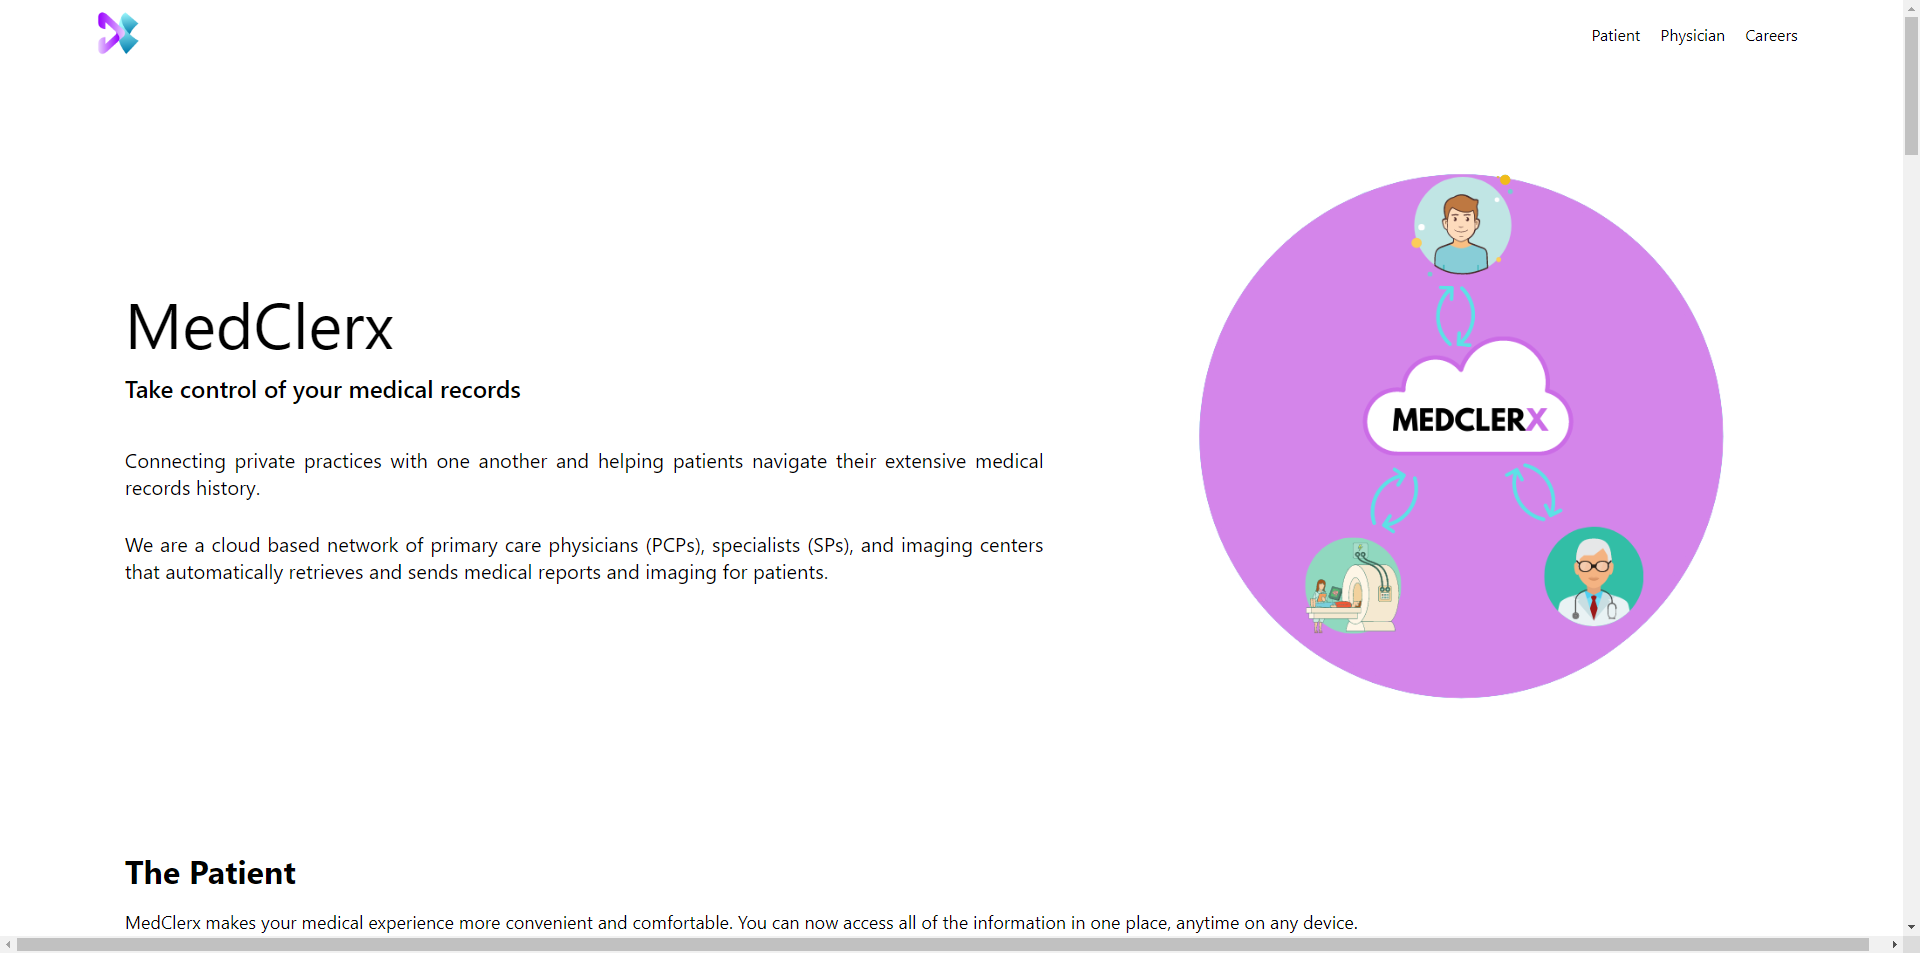 Patient Physician Careers
MedClerx
Take control of your medical records
Connecting private practices with one another and helping patients navigate their extensive medical
records history.
We are a cloud based network of primary care physicians (PCPs), specialists (SPs), and imaging centers
that automatically retrieves and sends medical reports and imaging for patients.
MEDCLERX
The Patient
MedClerx makes your medical experience more convenient and comfortable. You can now access all of the information in one place, anytime on any device.